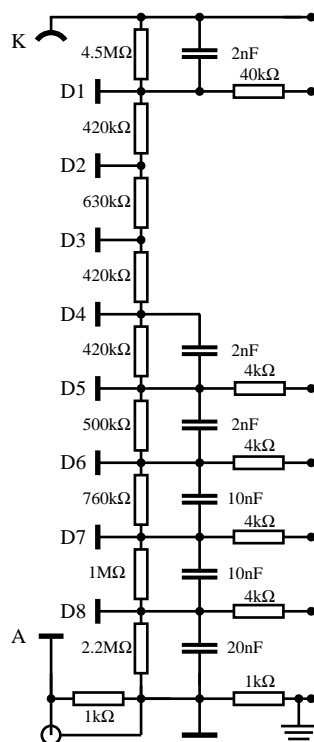 K
4.5MΩ
2nF
40kΩ
D1
420kΩ
D2
630kΩ
D3
420kΩ
D4
420kΩ
2nF
4kΩ
D5
500kΩ
2nF
4kΩ
D6
760kΩ
10nF
4kΩ
D7
1MΩ
10nF
4kΩ
D8
A
2.2MΩ
20nF
1kΩ
1kΩ